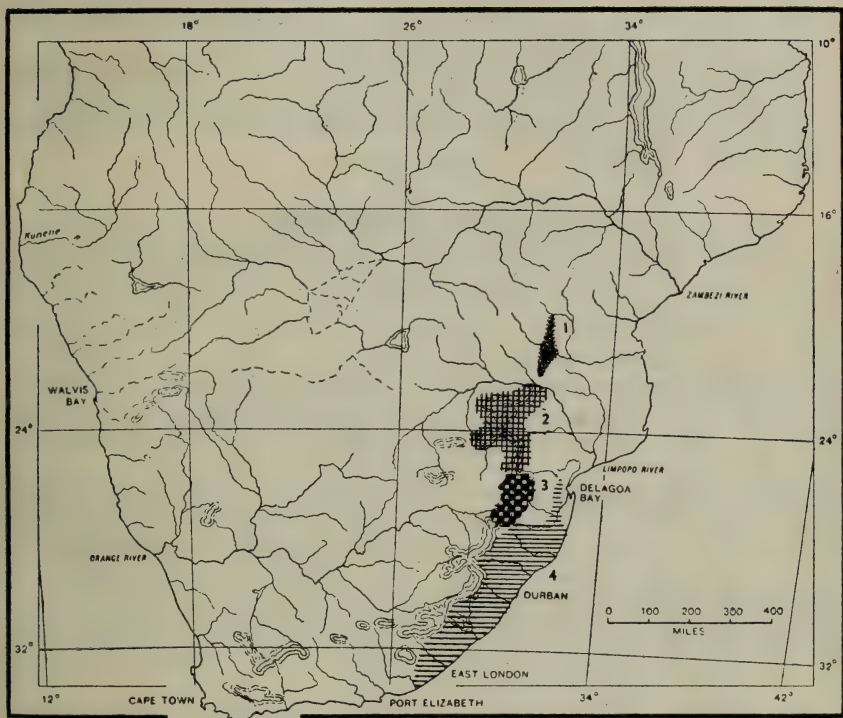 18° 26° 34°
10°
16°
Kunene
ZAMBEZI RIVER
1
WALVIS BAY
2
24° 24°
LIMPOPO RIVER
3
DELAGOA BAY
ORANGE RIVER
4
DURBAN
0 100 200 300 400
MILES
32° 32°
EAST LONDON
12° CAPE TOWN PORT ELIZABETH 34° 42°